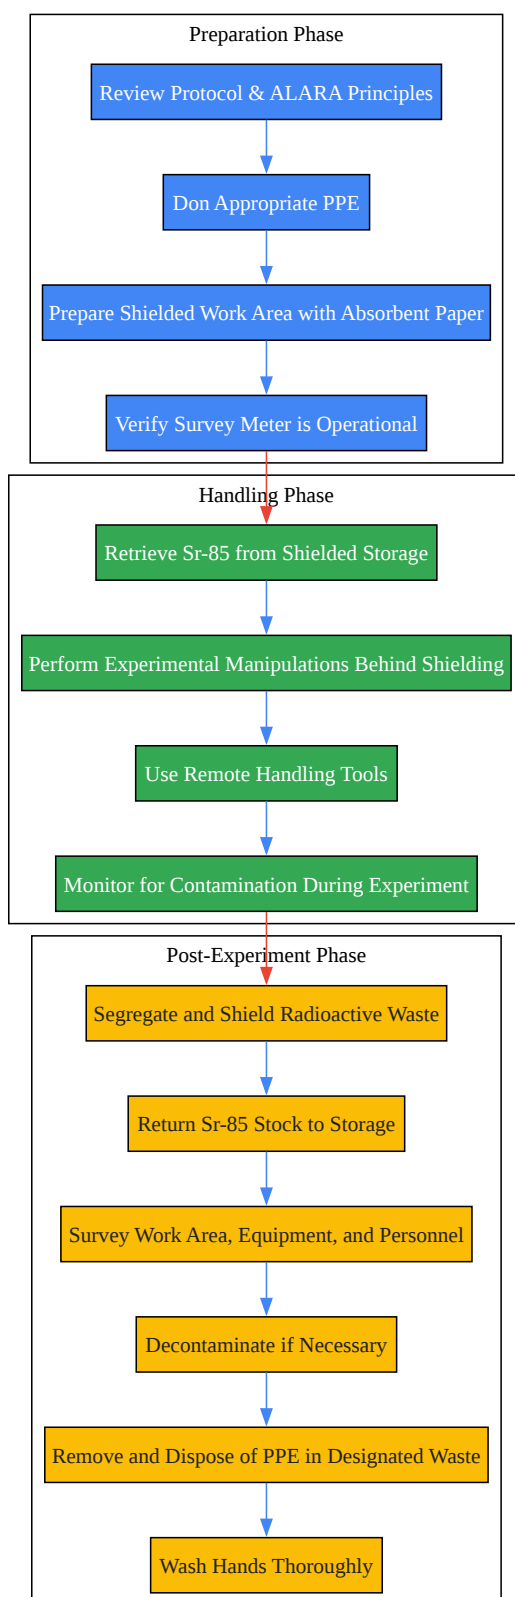 Preparation Phase
Review Protocol & ALARA Principles
Don Appropriate PPE
Prepare Shielded Work Area with Absorbent Paper
Verify Survey Meter is Operational
Handling Phase
Retrieve Sr-85 from Shielded Storage
Perform Experimental Manipulations Behind Shielding
Use Remote Handling Tools
Monitor for Contamination During Experiment
Post-Experiment Phase
Segregate and Shield Radioactive Waste
Return Sr-85 Stock to Storage
Survey Work Area, Equipment, and Personnel
Decontaminate if Necessary
Remove and Dispose of PPE in Designated Waste
Wash Hands Thoroughly